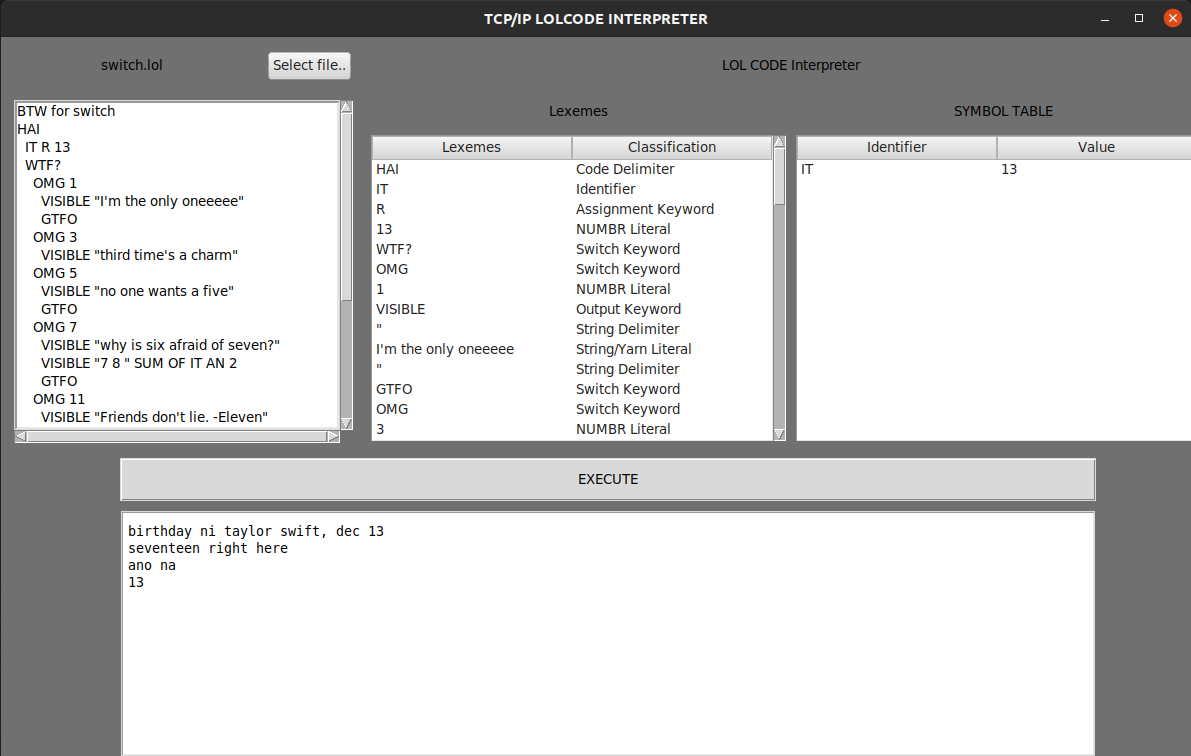 TCP/IP LOLCODE INTERPRETER
switch.lol
Select file..
LOL CODE Interpreter
BTW for switch
HAI
IT R 13
WTF?
OMG 1
VISIBLE "I'm the only oneeeee"
GTFO
OMG 3
VISIBLE "third time's a charm"
OMG 5
VISIBLE "no one wants a five"
GTFO
OMG 7
VISIBLE "why is six afraid of seven?"
VISIBLE "7 8 " SUM OF IT AN 2
GTFO
OMG 11
VISIBLE "Friends don't lie. -Eleven"
Lexemes
Lexemes Classification
HAI Code Delimiter
IT Identifier
R Assignment Keyword
13 NUMBR Literal
WTF? Switch Keyword
OMG Switch Keyword
1 NUMBR Literal
VISIBLE Output Keyword
" String Delimiter
I'm the only oneeeee String/Yarn Literal
" String Delimiter
GTFO Switch Keyword
OMG Switch Keyword
3 NUMBR Literal
SYMBOL TABLE
Identifier Value
IT 13
EXECUTE
birthday ni taylor swift, dec 13
seventeen right here
ano na
13